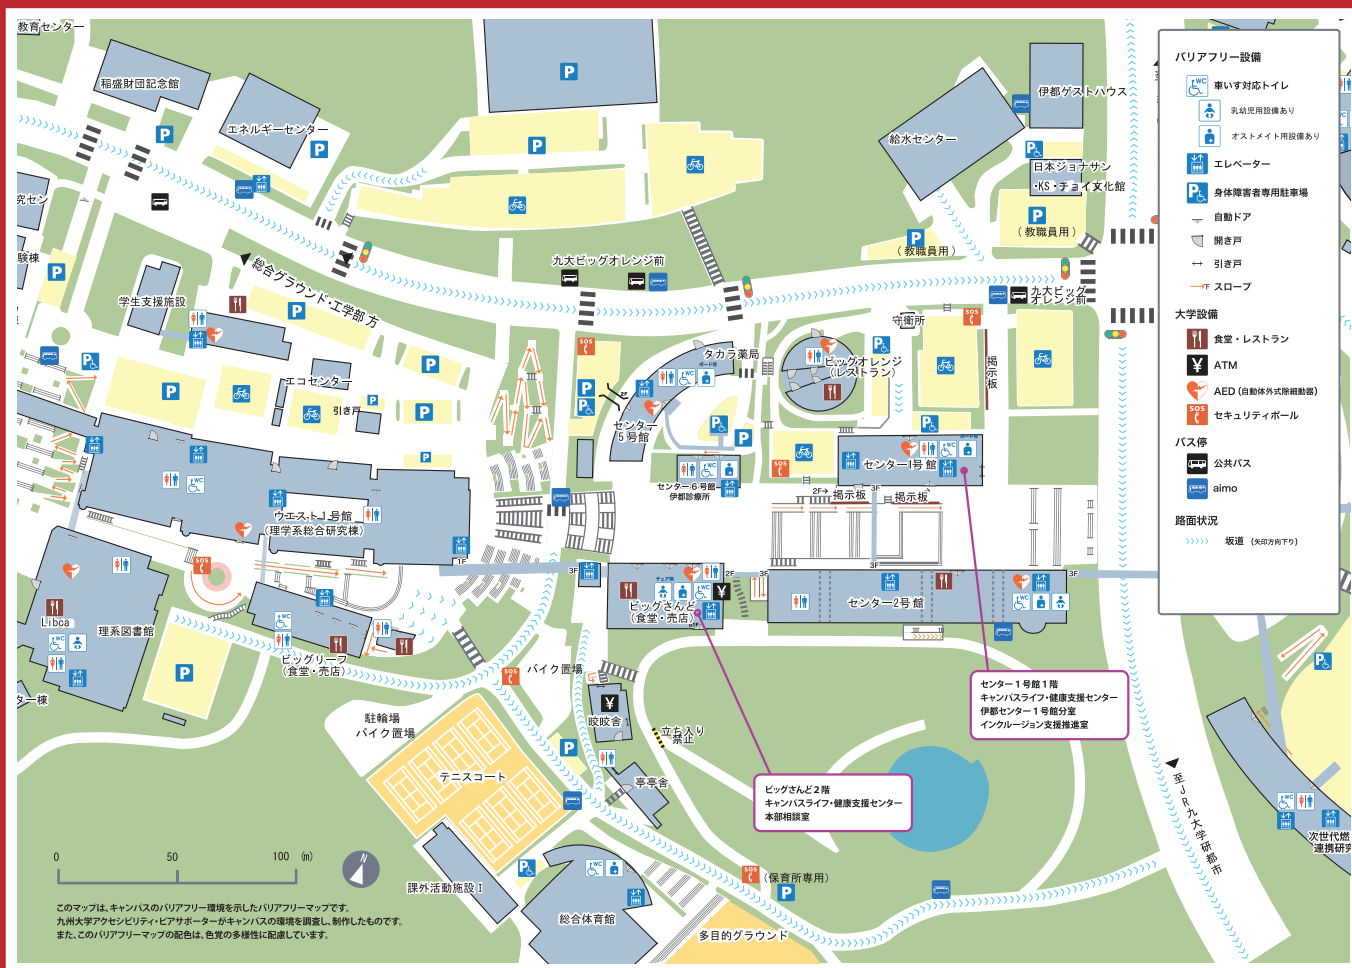 教育センター
稲盛財団記念館
エネルギーセンター
給水センター
伊都ゲストハウス
日本ジョナサン
・KS・チョイ文化館
(教職員用)
(教職員用)
究セン
験棟
学生支援施設
総合グラウンド・工学部方
九大ビッグオレンジ前
九大ビッグ
オレンジ前
守衛所
掲示板
タカラ薬局
ビッグオレンジ
(レストラン)
エコセンター
引き戸
センター
5号館
センター6号館
伊都診療所
センター1号館
2F→
掲示板
3F
掲示板
ウエスト1号館
(理学系総合研究棟)
1F
3F
2F
3F
3F
3F
ビッグさんど
(食堂・売店)
センター2号館
Libca
理系図書館
ビッグリーフ
(食堂・売店)
ター棟
バイク置場
皎皎舎
立ち入り
禁止
亭亭舎
駐輪場
バイク置場
テニスコート
課外活動施設Ⅰ
総合体育館
(保育所専用)
多目的グラウンド
至JR九大学研都市
次世代燃
連携研究
センター1号館1階
キャンパスライフ・健康支援センター
伊都センター1号館分室
インクルージョン支援推進室
ビッグさんど2階
キャンパスライフ・健康支援センター
本部相談室
バリアフリー設備
車いす対応トイレ
乳幼児用設備あり
オストメイト用設備あり
エレベーター
身体障害者専用駐車場
自動ドア
開き戸
引き戸
スロープ
大学設備
食堂・レストラン
ATM
AED(自動体外式除細動器)
セキュリティポール
バス停
公共バス
aimo
路面状況
坂道 (矢印方向下り)
0 50 100 (m)
N
このマップは、キャンパスのバリアフリー環境を示したバリアフリーマップです。
九州大学アクセシビリティ・ピアサポーターがキャンパスの環境を調査し、制作したものです。
また、このバリアフリーマップの配色は、色覚の多様性に配慮しています。